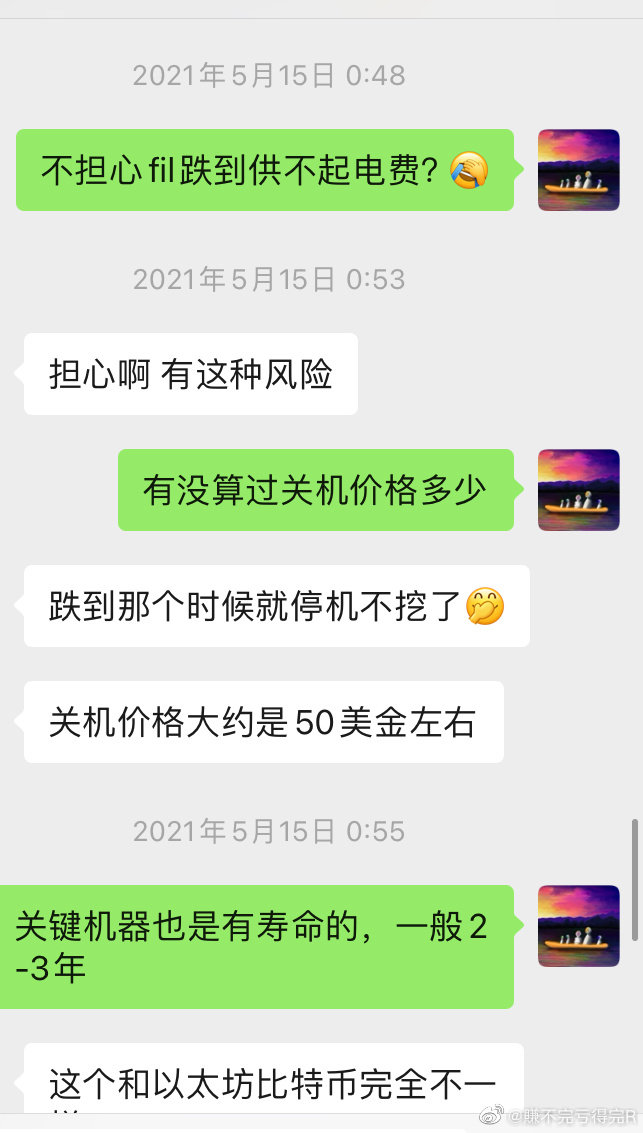 2021年5月15日 0:48
不担心fil跌到供不起电费?
2021年5月15日 0:53
担心啊 有这种风险
有没算过关机价格多少
跌到那个时候就停机不挖了
关机价格大约是50美金左右
2021年5月15日 0:55
关键机器也是有寿命的，一般2
-3年
这个和以太坊比特币完全不一
@赚不完亏得完R